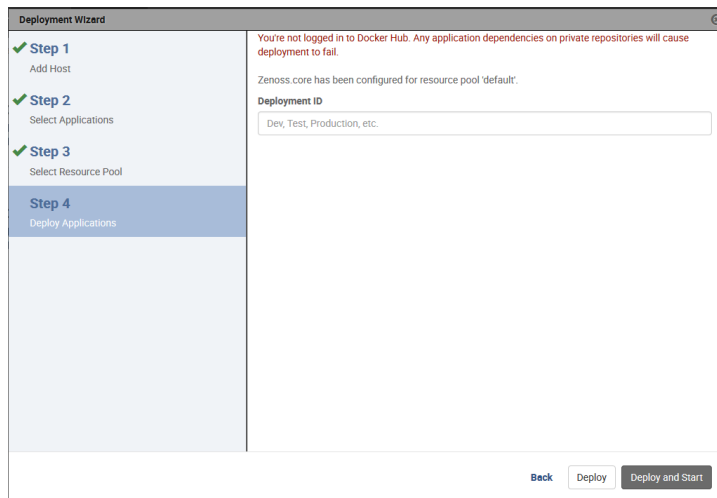 Deployment Wizard
Step 1
Add Host
Step 2
Select Applications
Step 3
Select Resource Pool
Step 4
Deploy Applications
You're not logged in to Docker Hub. Any application dependencies on private repositories will cause
deployment to fail.
Zenoss.core has been configured for resource pool 'default'.
Deployment ID
Dev, Test, Production, etc.
Back
Deploy
Deploy and Start